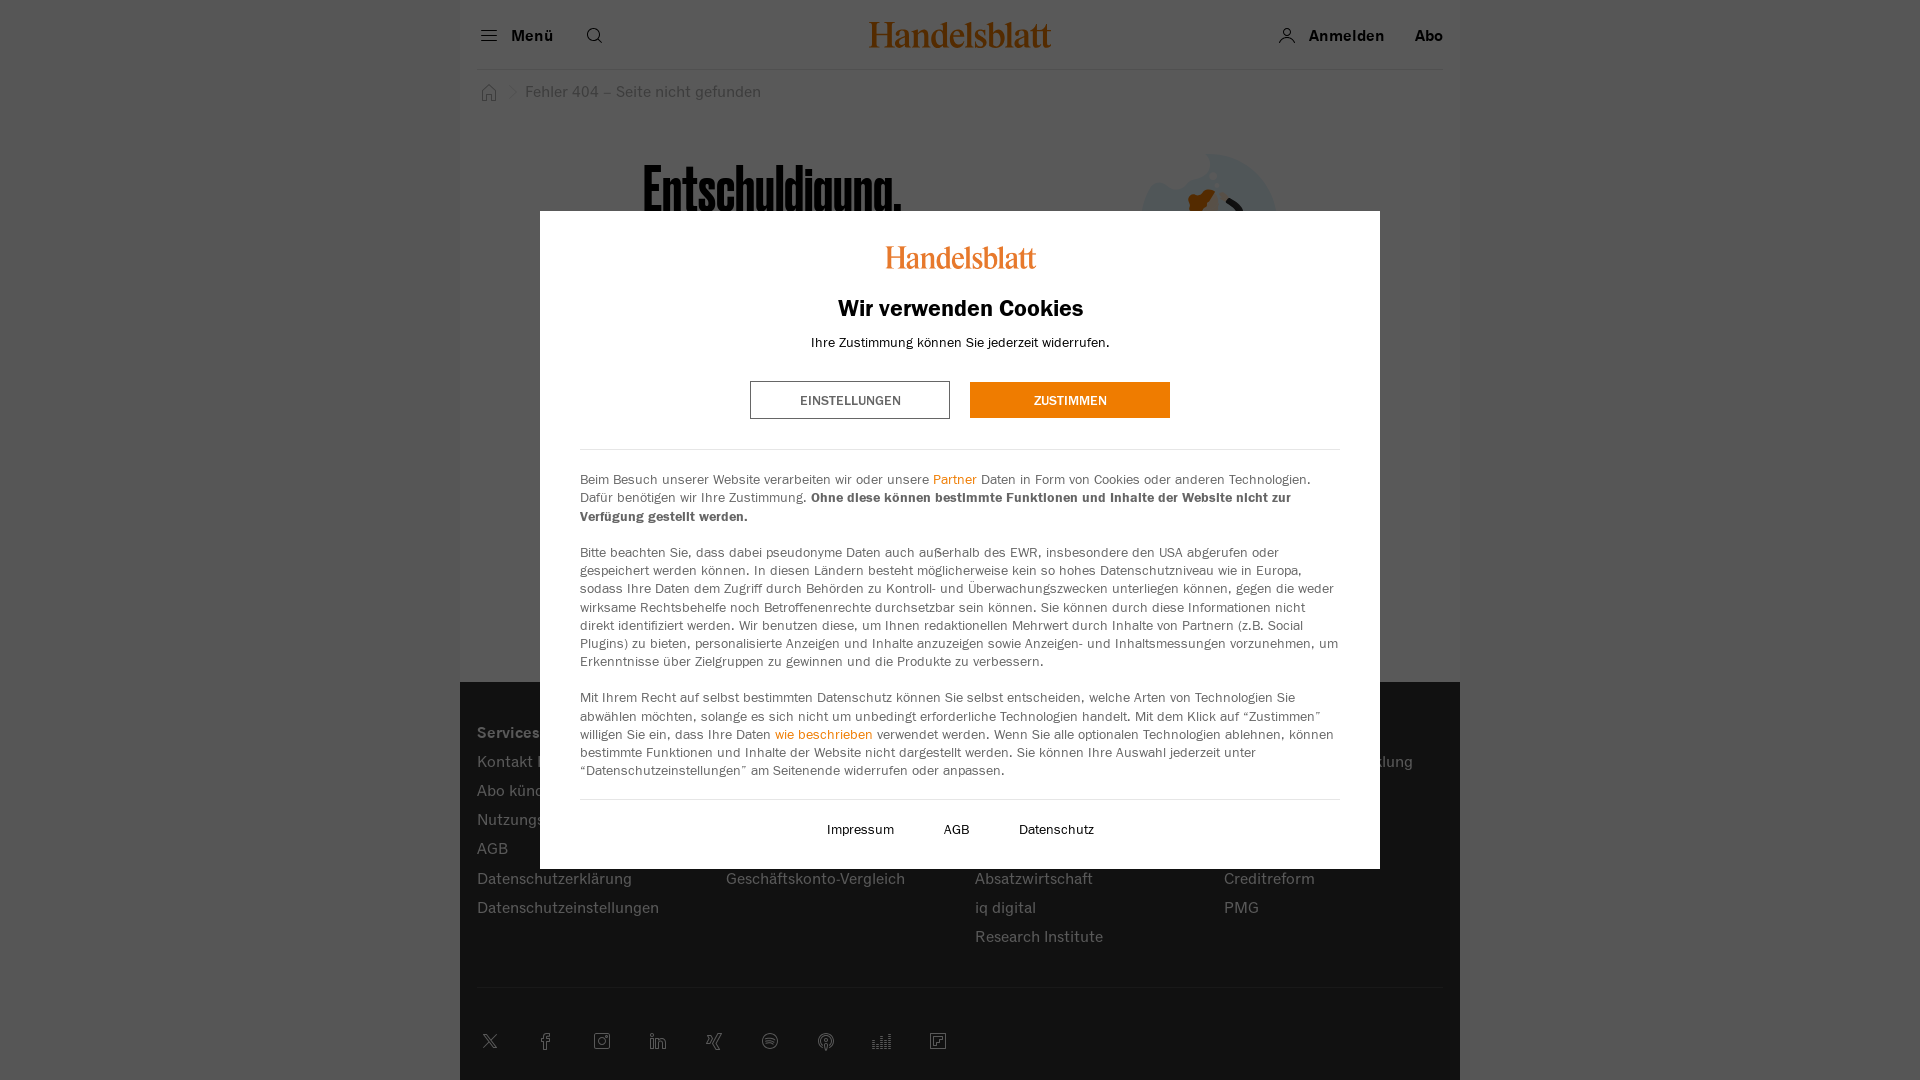 Menü
Handelsblatt
Anmelden
Abo
Fehler 404 – Seite nicht gefunden
Entschuldigung,
Handelsblatt
Wir verwenden Cookies
Ihre Zustimmung können Sie jederzeit widerrufen.
EINSTELLUNGEN
ZUSTIMMEN
Beim Besuch unserer Website verarbeiten wir oder unsere Partner Daten in Form von Cookies oder anderen Technologien.
Dafür benötigen wir Ihre Zustimmung. Ohne diese können bestimmte Funktionen und Inhalte der Website nicht zur
Verfügung gestellt werden.
Bitte beachten Sie, dass dabei pseudonyme Daten auch außerhalb des EWR, insbesondere den USA abgerufen oder
gespeichert werden können. In diesen Ländern besteht möglicherweise kein so hohes Datenschutzniveau wie in Europa,
sodass Ihre Daten dem Zugriff durch Behörden zu Kontroll- und Überwachungszwecken unterliegen können, gegen die weder
wirksame Rechtsbehelfe noch Betroffenenrechte durchsetzbar sein können. Sie können durch diese Informationen nicht
direkt identifiziert werden. Wir benutzen diese, um Ihnen redaktionellen Mehrwert durch Inhalte von Partnern (z.B. Social
Plugins) zu bieten, personalisierte Anzeigen und Inhalte anzuzeigen sowie Anzeigen- und Inhaltsmessungen vorzunehmen, um
Erkenntnisse über Zielgruppen zu gewinnen und die Produkte zu verbessern.
Mit Ihrem Recht auf selbst bestimmten Datenschutz können Sie selbst entscheiden, welche Arten von Technologien Sie
abwählen möchten, solange es sich nicht um unbedingt erforderliche Technologien handelt. Mit dem Klick auf “Zustimmen”
willigen Sie ein, dass Ihre Daten wie beschrieben verwendet werden. Wenn Sie alle optionalen Technologien ablehnen, können
bestimmte Funktionen und Inhalte der Website nicht dargestellt werden. Sie können Ihre Auswahl jederzeit unter
“Datenschutzeinstellungen” am Seitenende widerrufen oder anpassen.
Impressum
AGB
Datenschutz
Services
Kontakt
Abo
AGB
Datenschutzerklärung
Datenschutzeinstellungen
Geschäftskonto-Vergleich
Absatzwirtschaft
iq digital
Research Institute
Creditreform
PMG